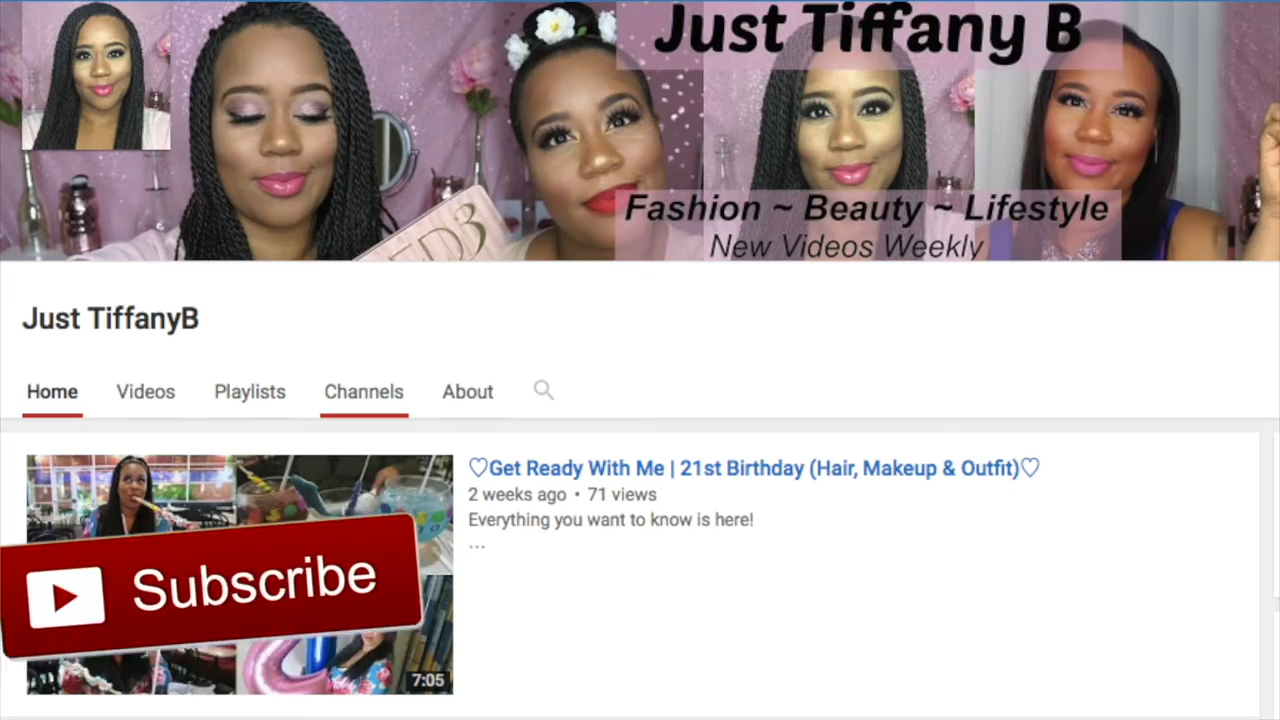 Just Tiffany B
ED3
Fashion ~ Beauty ~ Lifestyle
New Videos Weekly
Just TiffanyB
Home Videos Playlists Channels About
♡Get Ready With Me | 21st Birthday (Hair, Makeup & Outfit)♡
2 weeks ago • 71 views
Everything you want to know is here!
...
Subscribe
7:05